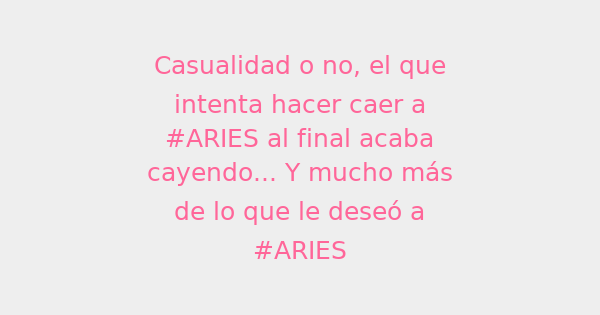 Casualidad o no, el que
intenta hacer caer a
#ARIES al final acaba
cayendo... Y mucho más
de lo que le deseó a
#ARIES